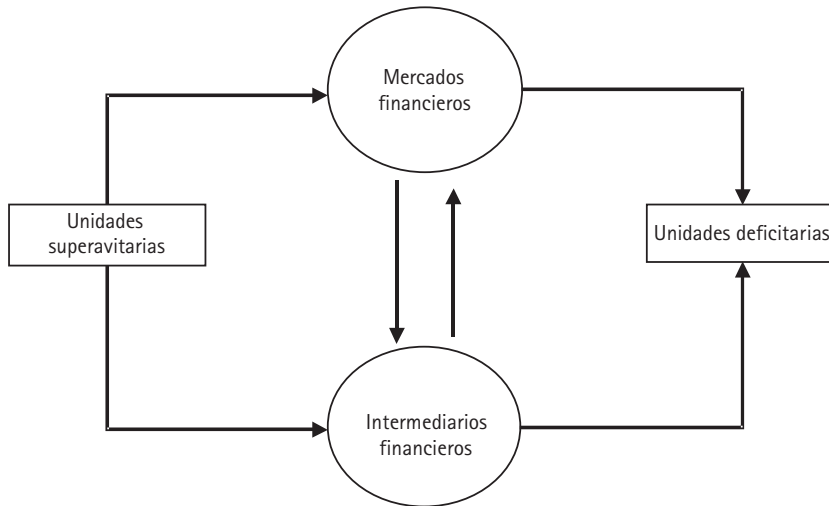 Mercados
financieros
Unidades
superavitarias
Unidades deficitarias
Intermediarios
financieros